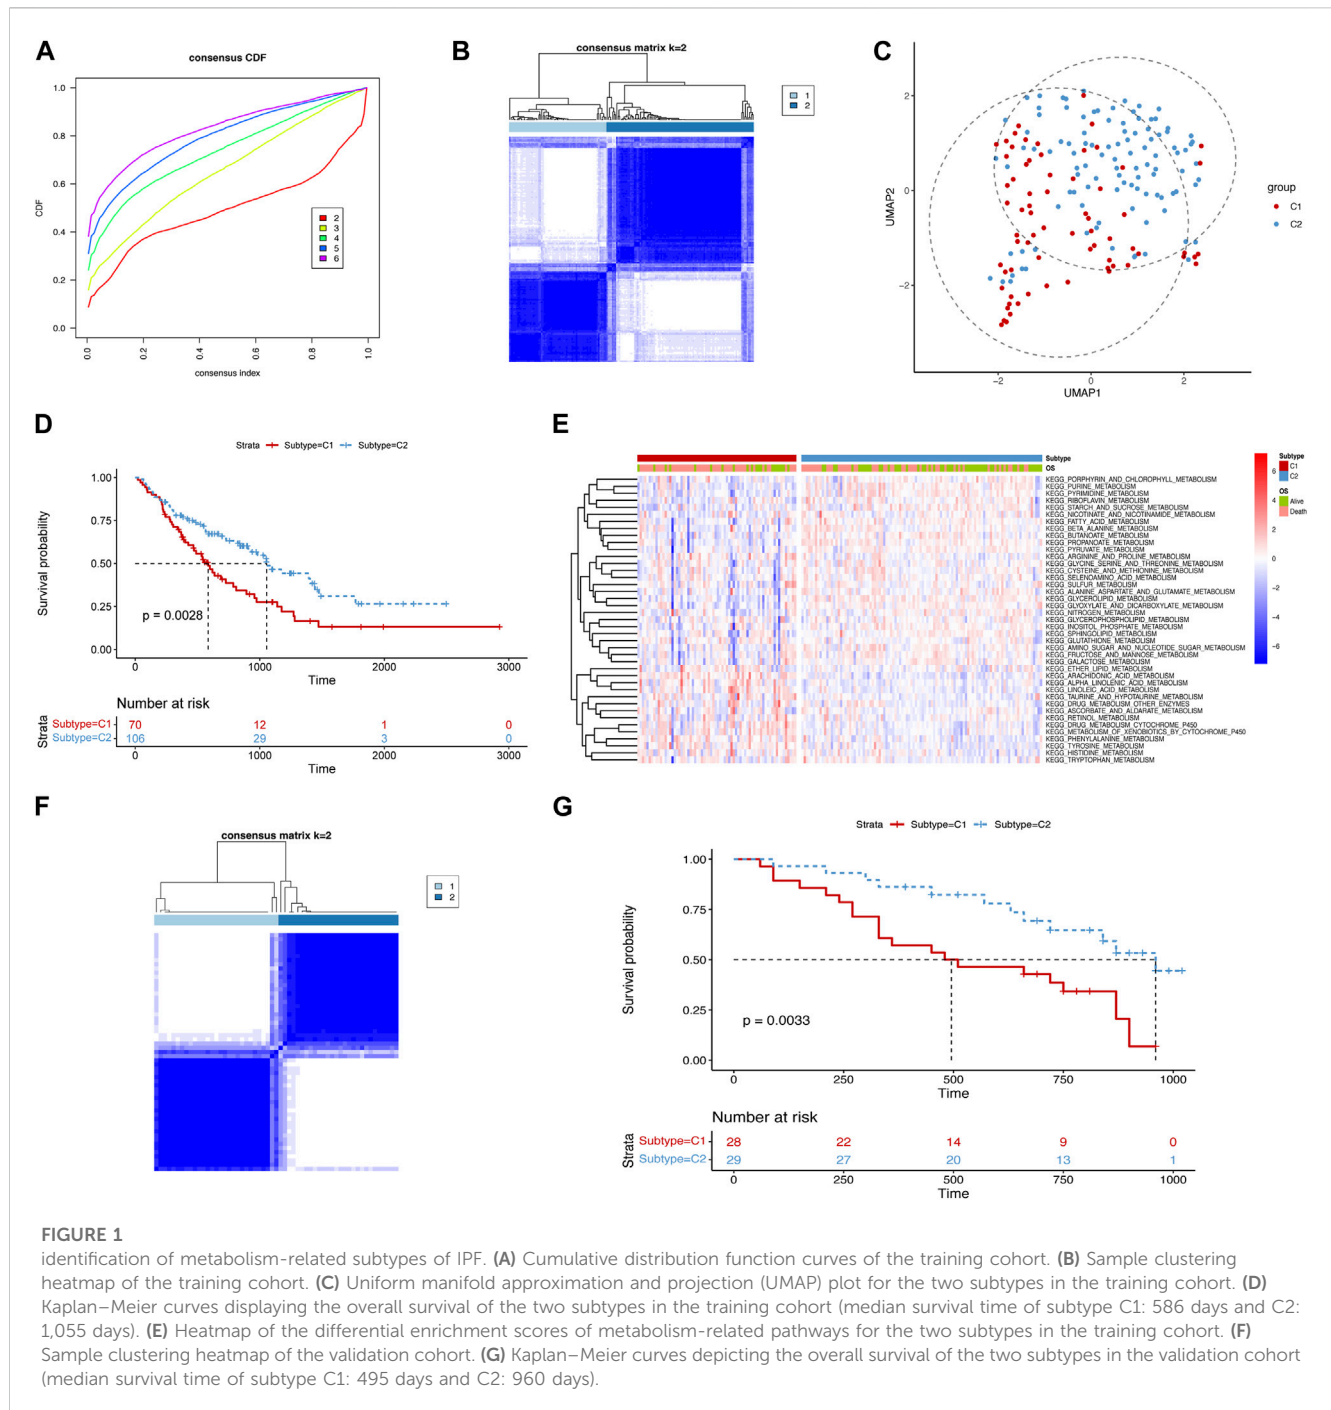 A
consensus CDF
CDF
1.0
0.8
0.6
0.4
0.2
0.0
2
3
4
5
6
0.0
0.2
0.4
0.6
0.8
1.0
consensus index
B
consensus matrix k=2
1
2
C
UMAP2
2
0
−2
−2
0
2
UMAP1
group
C1
C2
D
Strata
Subtype=C1
Subtype=C2
Survival probability
1.00
0.75
0.50
0.25
0.00
p = 0.0028
0
1000
2000
3000
Time
Number at risk
Strata
Subtype=C1 70 12 1 0
Subtype=C2 106 29 3 0
0
1000
2000
3000
Time
E
Subtype
OS
KEGG_PORPHYRIN_AND_CHLOROPHYLL_METABOLISM
KEGG_PURINE_METABOLISM
KEGG_PYRIMIDINE_METABOLISM
KEGG_RIBOFLAVIN_METABOLISM
KEGG_STARCH_AND_SUCROSE_METABOLISM
KEGG_NICOTINATE_AND_NICOTINAMIDE_METABOLISM
KEGG_FATTY_ACID_METABOLISM
KEGG_BETA_ALANINE_METABOLISM
KEGG_BUTANOATE_METABOLISM
KEGG_PROPANOATE_METABOLISM
KEGG_PYRUVATE_METABOLISM
KEGG_ARGININE_AND_PROLINE_METABOLISM
KEGG_GLYCINE_SERINE_AND_THREONINE_METABOLISM
KEGG_CYSTEINE_AND_METHIONINE_METABOLISM
KEGG_SELENOAMINO_ACID_METABOLISM
KEGG_SULFUR_METABOLISM
KEGG_ALANINE_ASPARTATE_AND_GLUTAMATE_METABOLISM
KEGG_GLYCEROLIPID_METABOLISM
KEGG_GLYOXYLATE_AND_DICARBOXYLATE_METABOLISM
KEGG_NITROGEN_METABOLISM
KEGG_GLYCEROPHOSPHOLIPID_METABOLISM
KEGG_INOSITOL_PHOSPHATE_METABOLISM
KEGG_SPHINGOLIPID_METABOLISM
KEGG_GLUTATHIONE_METABOLISM
KEGG_AMINO_SUGAR_AND_NUCLEOTIDE_SUGAR_METABOLISM
KEGG_FRUCTOSE_AND_MANNOSE_METABOLISM
KEGG_GALACTOSE_METABOLISM
KEGG_ETHER_LIPID_METABOLISM
KEGG_ARACHIDONIC_ACID_METABOLISM
KEGG_ALPHA_LINOLENIC_ACID_METABOLISM
KEGG_LINOLEIC_ACID_METABOLISM
KEGG_TAURINE_AND_HYPOTAURINE_METABOLISM
KEGG_DRUG_METABOLISM_OTHER_ENZYMES
KEGG_ASCORBATE_AND_ALDARATE_METABOLISM
KEGG_RETINOL_METABOLISM
KEGG_DRUG_METABOLISM_CYTOCHROME_P450
KEGG_METABOLISM_OF_XENOBIOTICS_BY_CYTOCHROME_P450
KEGG_PHENYLALANINE_METABOLISM
KEGG_TYROSINE_METABOLISM
KEGG_HISTIDINE_METABOLISM
KEGG_TRYPTOPHAN_METABOLISM
6
4
2
0
−2
−4
−6
Subtype
C1
C2
OS
Alive
Death
F
consensus matrix k=2
1
2
G
Strata
Subtype=C1
Subtype=C2
Survival probability
1.00
0.75
0.50
0.25
0.00
p = 0.0033
0
250
500
750
1000
Time
Number at risk
Strata
Subtype=C1 28 22 14 9 0
Subtype=C2 29 27 20 13 1
0
250
500
750
1000
Time
FIGURE 1
identification of metabolism-related subtypes of IPF. (A) Cumulative distribution function curves of the training cohort. (B) Sample clustering
heatmap of the training cohort. (C) Uniform manifold approximation and projection (UMAP) plot for the two subtypes in the training cohort. (D)
Kaplan–Meier curves displaying the overall survival of the two subtypes in the training cohort (median survival time of subtype C1: 586 days and C2:
1,055 days). (E) Heatmap of the differential enrichment scores of metabolism-related pathways for the two subtypes in the training cohort. (F)
Sample clustering heatmap of the validation cohort. (G) Kaplan–Meier curves depicting the overall survival of the two subtypes in the validation cohort
(median survival time of subtype C1: 495 days and C2: 960 days).